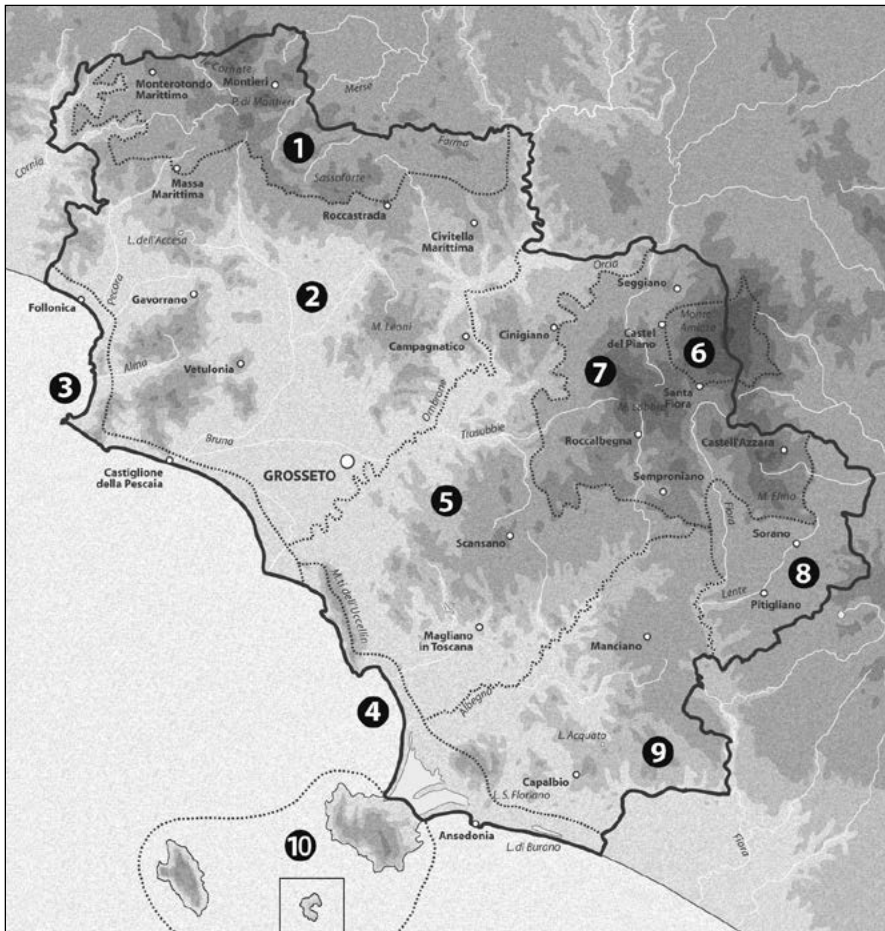 le Cornate
Monterotondo
Marittimo
Montieri
P. di Montieri
Merse
1
Farma
Cornia
Sassoforte
Massa
Marittima
Roccastrada
Civitella
Marittima
L. dell'Accesa
Orcia
Seggiano
Pecora
Follonica
Gavorrano
2
M. Leoni
Monte
Amiata
Castel
del Piano
6
Cinigiano
Campagnatico
3
Alma
Vetulonia
7
Santa
Fiora
M. Labbro
Ombrone
Trasubbie
Bruna
Roccalbegna
Castell'Azzara
Castiglione
della Pescaia
GROSSETO
5
Semproniano
M. Elmo
Fiora
Scansano
Sorano
8
Lente
Pitigliano
M.ti dell'Uccellin
Magliano
in Toscana
Manciano
Albegna
4
L. Acquato
9
Capalbio
L. S. Floriano
10
Ansedonia
L. di Burano
Fiora